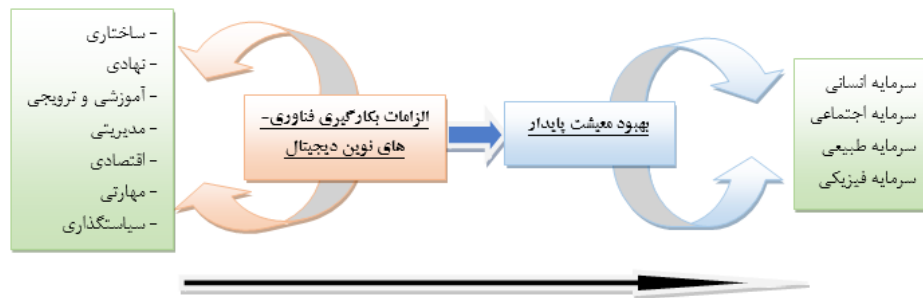 - ساختاری
- نهادی
- آموزشی و ترویجی
- مدیریتی
- اقتصادی
- مهارتی
- سیاستگذاری
الزامات بکارگیری فناوری-
های نوین دیجیتال
بهبود معیشت پایدار
سرمایه انسانی
سرمایه اجتماعی
سرمایه طبیعی
سرمایه فیزیکی